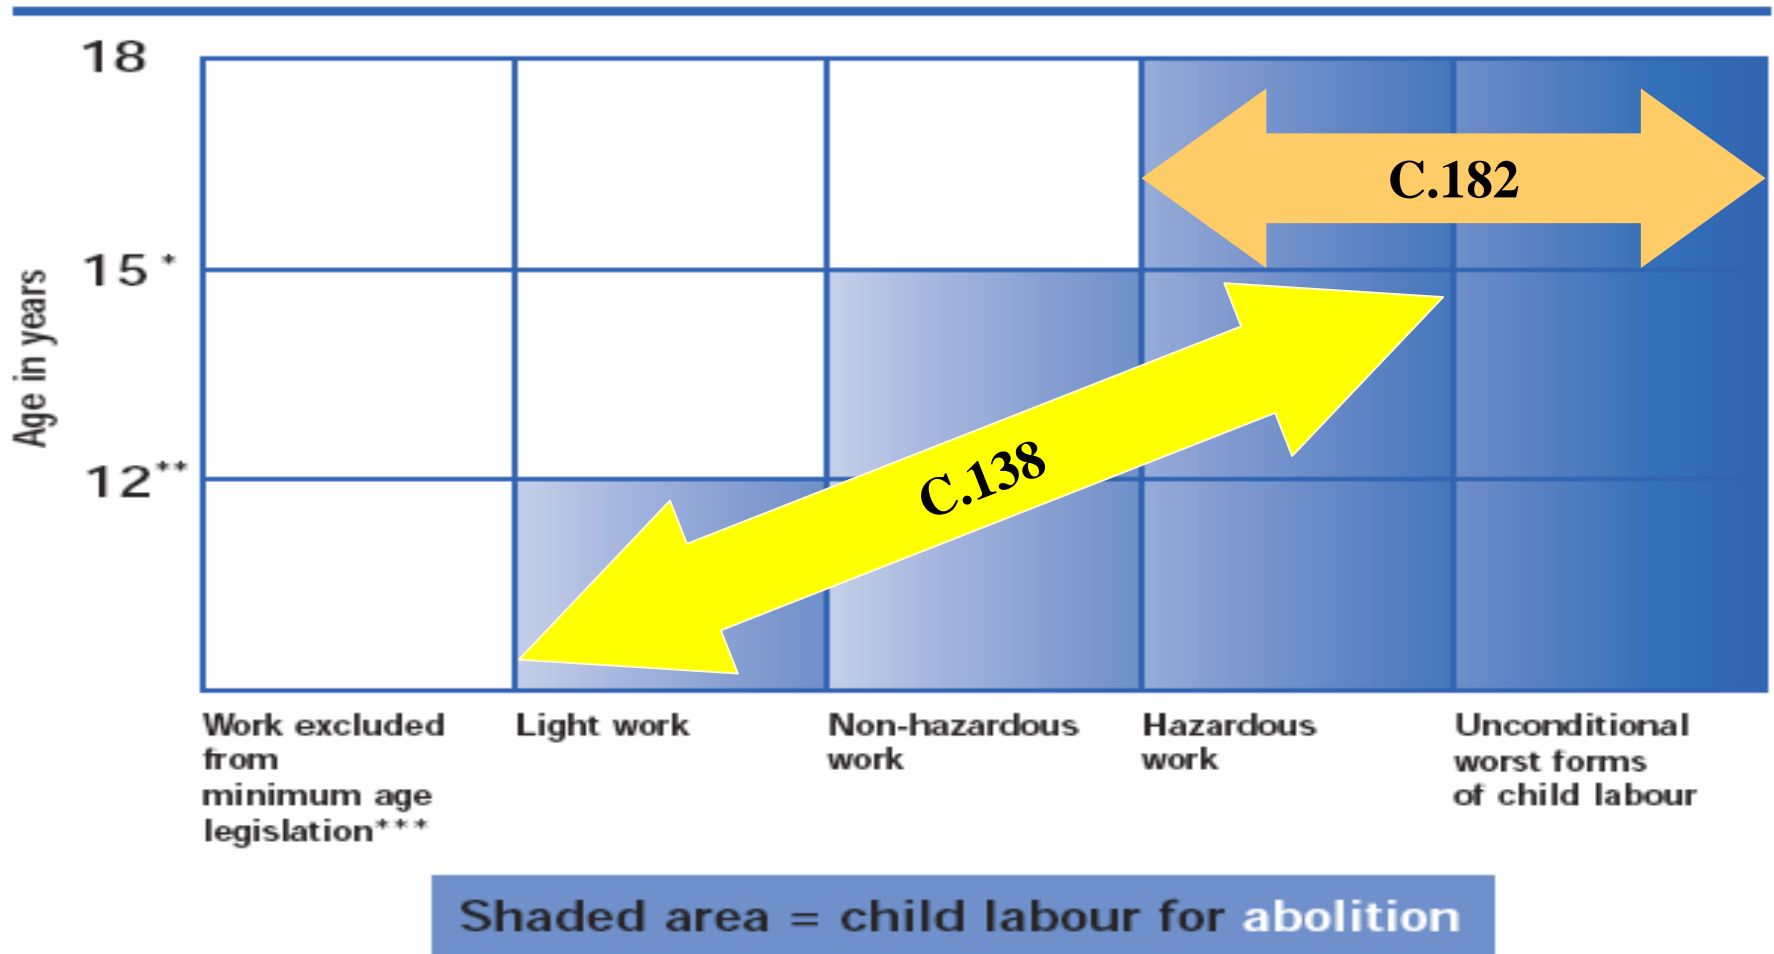 18
C.182
15 *
Age in years
C.138
12**
Work excluded
from
minimum age
legislation***
Light work
Non-hazardous
work
Hazardous
work
Unconditional
worst forms
of child labour
Shaded area = child labour for abolition